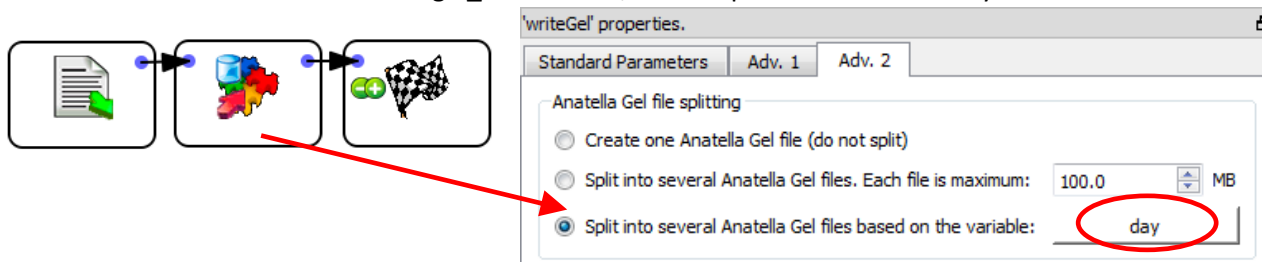 'writeGel' properties.
Standard Parameters Adv. 1 Adv. 2
Anatella Gel file splitting
Create one Anatella Gel file (do not split)
Split into several Anatella Gel files. Each file is maximum: 100.0 MB
Split into several Anatella Gel files based on the variable: day